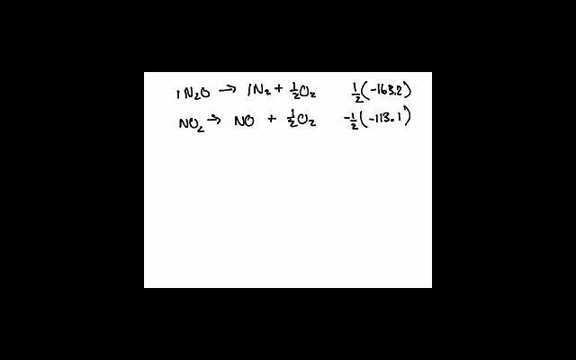 1N₂O → 1N₂ + ½O₂ ½(-163.2)
NO₂ → NO + ½O₂ -½(-113.1)